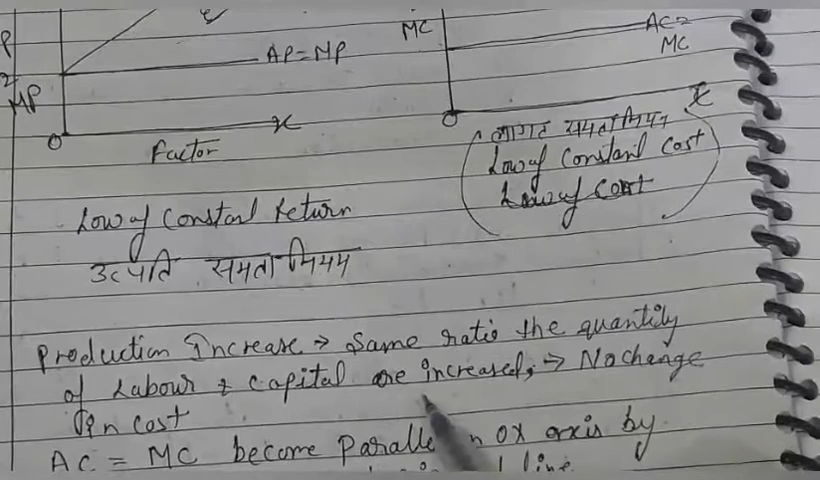 P
MP
AP=MP
O
x
Factor
MC
AC=
MC
O
x
लागत समता नियम
Law of Constant Cost
Law of Cost
Law of Constant Return
उत्पत्ति समता नियम
Production Increase → Same ratio the quantity
of Labour & Capital are increased, → No change
in cost
AC = MC become Paralle OX axis by
line